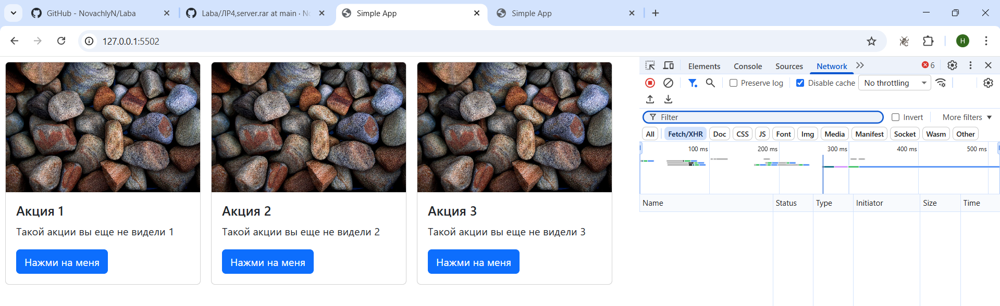 GitHub - NovachlyN/Laba
Laba/ЛР4,server.rar at main · No
Simple App
Simple App
127.0.0.1:5502
H
Elements Console Sources Network 6
Preserve log Disable cache No throttling
Filter Invert More filters
All Fetch/XHR Doc CSS JS Font Img Media Manifest Socket Wasm Other
100 ms 200 ms 300 ms 400 ms 500 ms
Name Status Type Initiator Size Time
Акция 1
Такой акции вы еще не видели 1
Нажми на меня
Акция 2
Такой акции вы еще не видели 2
Нажми на меня
Акция 3
Такой акции вы еще не видели 3
Нажми на меня